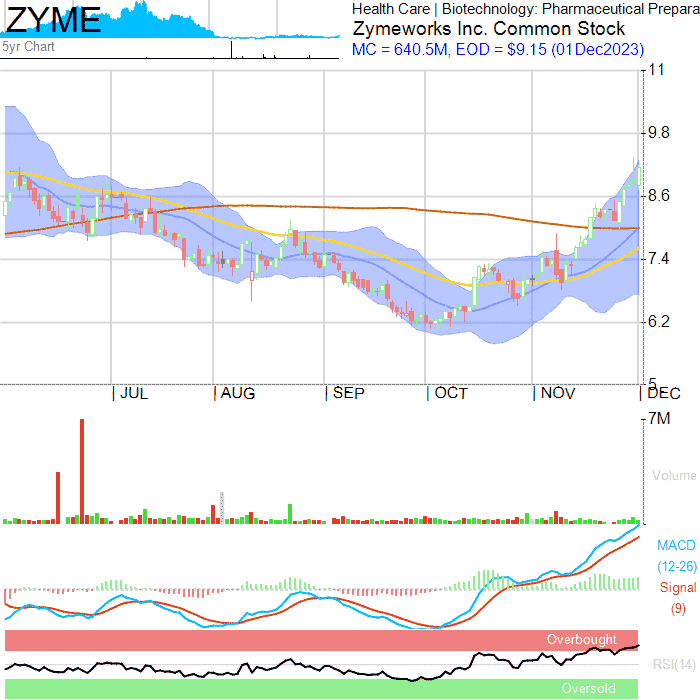 ZYME
Health Care | Biotechnology: Pharmaceutical Prepara
Zymeworks Inc. Common Stock
5yr Chart
MC = 640.5M, EOD = $9.15 (01Dec2023)
11
9.8
8.6
7.4
6.2
5
| JUL | AUG | SEP | OCT | NOV | DEC
7M
Volume
MACD
(12-26)
Signal
(9)
Overbought
RSI(14)
Oversold